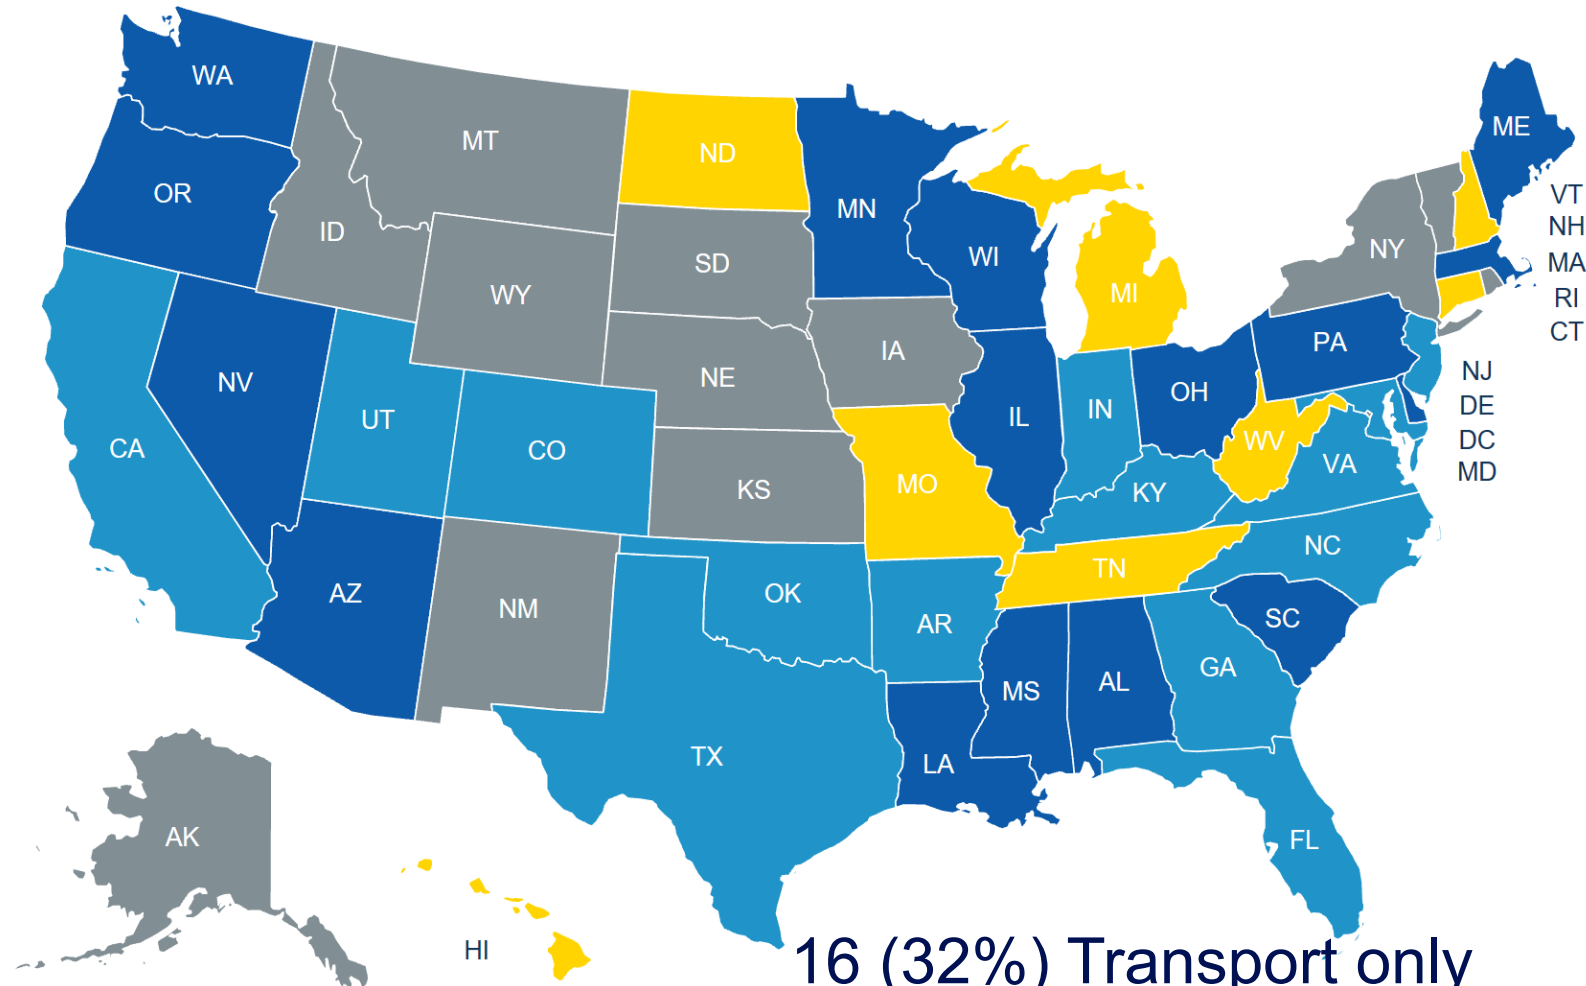 WA
ME
MT
ND
VT
OR
MN
NH
ID
NY
WI
SD
MA
WY
MI
RI
CT
PA
IA
NJ
NE
NV
OH
DE
IN
UT
IL
DC
WV
CA
CO
VA
MD
MO
KS
KY
NC
TN
AZ
OK
NM
SC
AR
GA
AL
MS
TX
LA
AK
FL
HI
16 (32%) Transport only